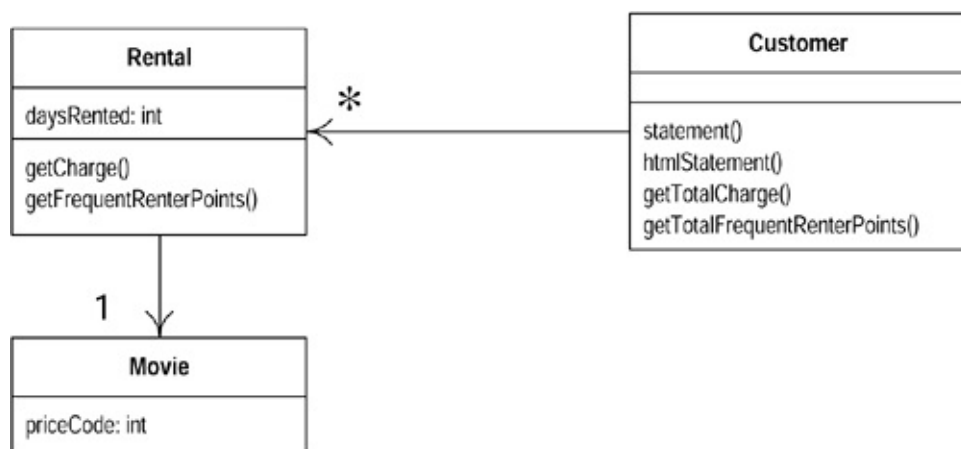 Rental
daysRented: int
getCharge()
getFrequentRenterPoints()
*
Customer
statement()
htmlStatement()
getTotalCharge()
getTotalFrequentRenterPoints()
1
Movie
priceCode: int